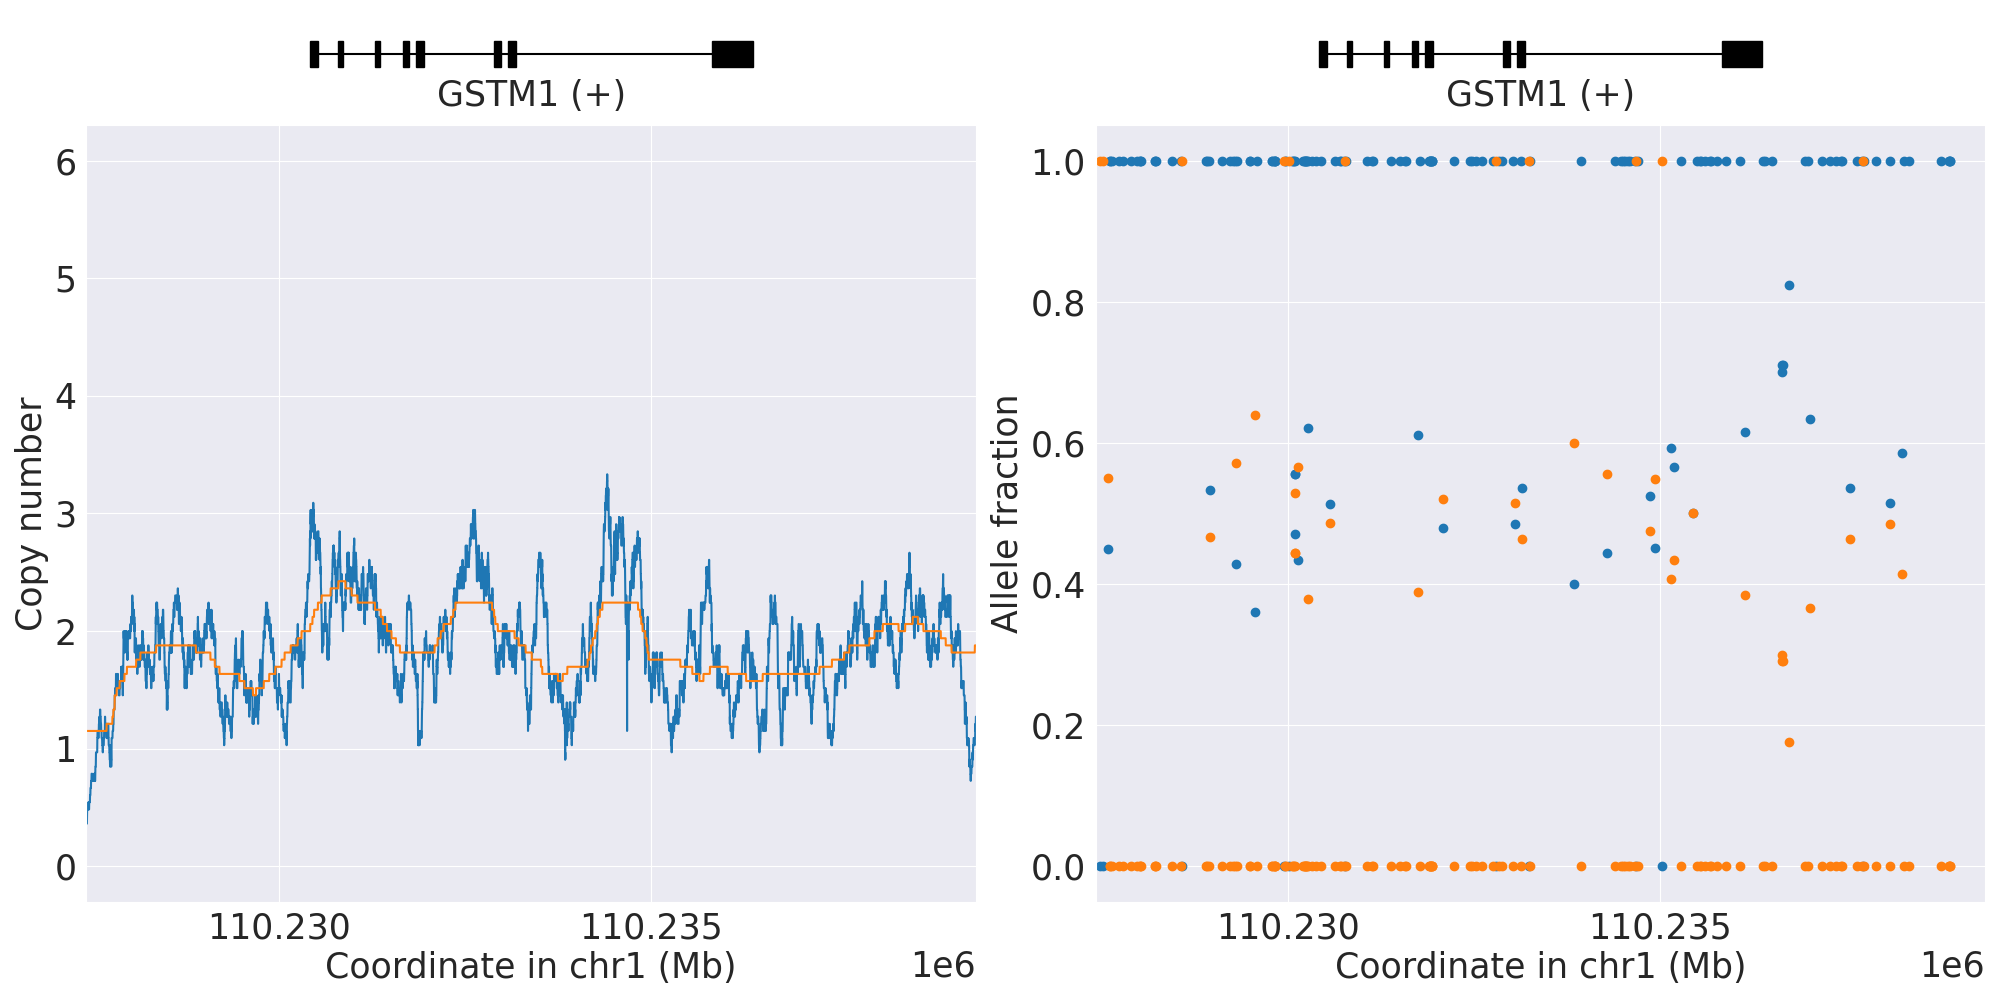 GSTM1 (+)
6
5
4
3
2
1
0
Copy number
110.230
110.235
Coordinate in chr1 (Mb)
1e6
GSTM1 (+)
1.0
0.8
0.6
0.4
0.2
0.0
Allele fraction
110.230
110.235
Coordinate in chr1 (Mb)
1e6